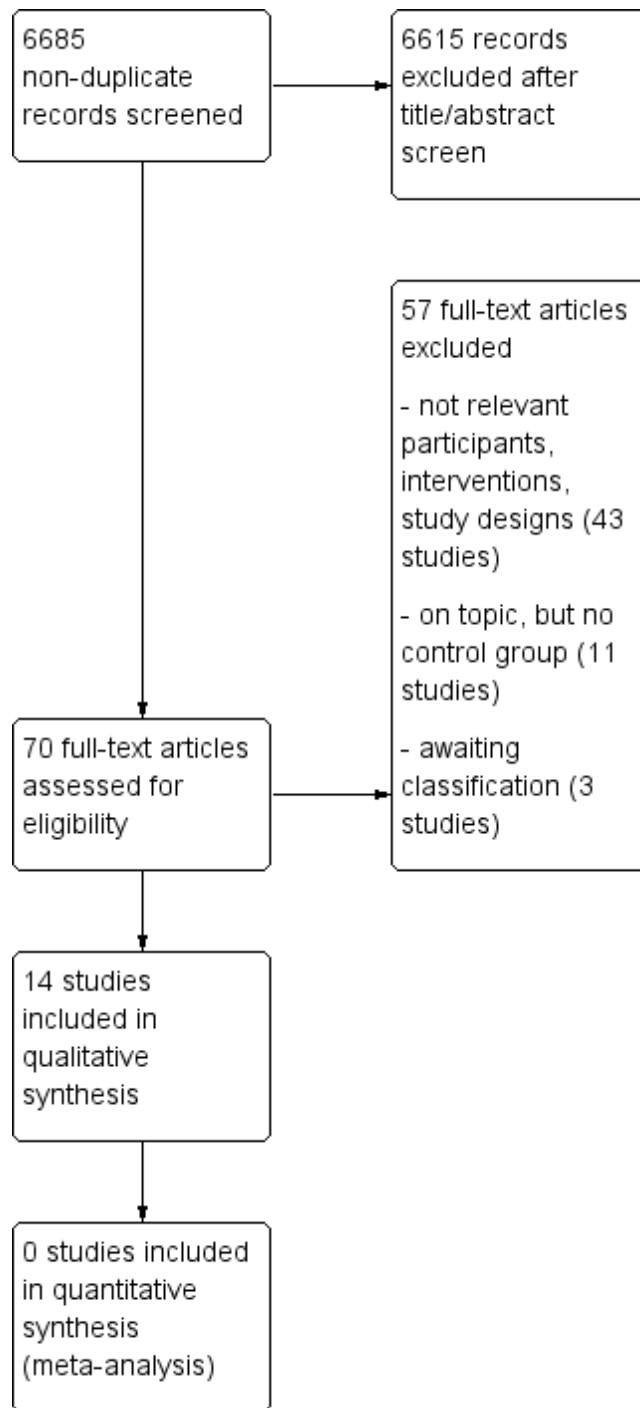 6685
non-duplicate
records screened
6615 records
excluded after
title/abstract
screen
57 full-text articles
excluded
- not relevant
participants,
interventions,
study designs (43
studies)
- on topic, but no
control group (11
studies)
- awaiting
classification (3
studies)
70 full-text articles
assessed for
eligibility
14 studies
included in
qualitative
synthesis
0 studies included
in quantitative
synthesis
(meta-analysis)